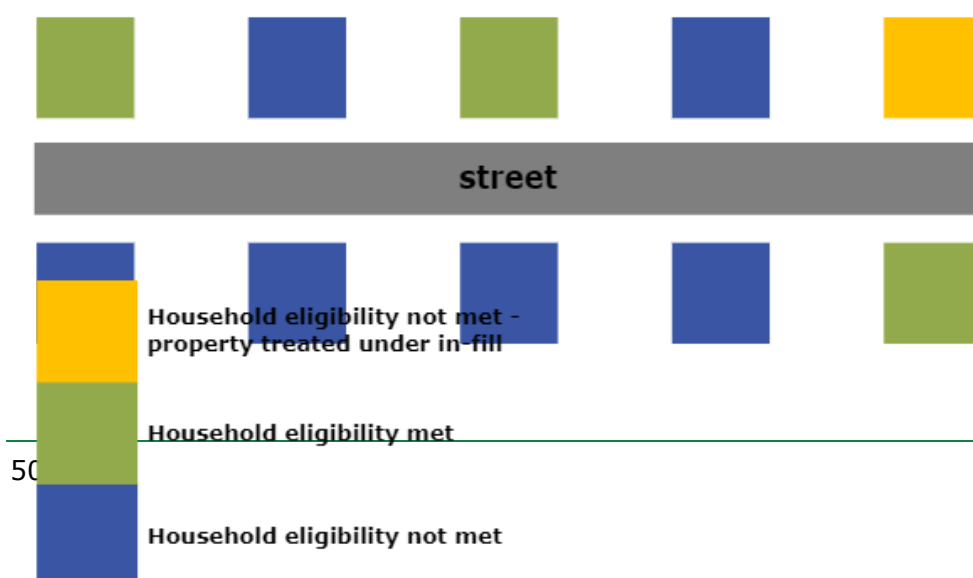 street
Household eligibility not met -
property treated under in-fill
Household eligibility met
50
Household eligibility not met